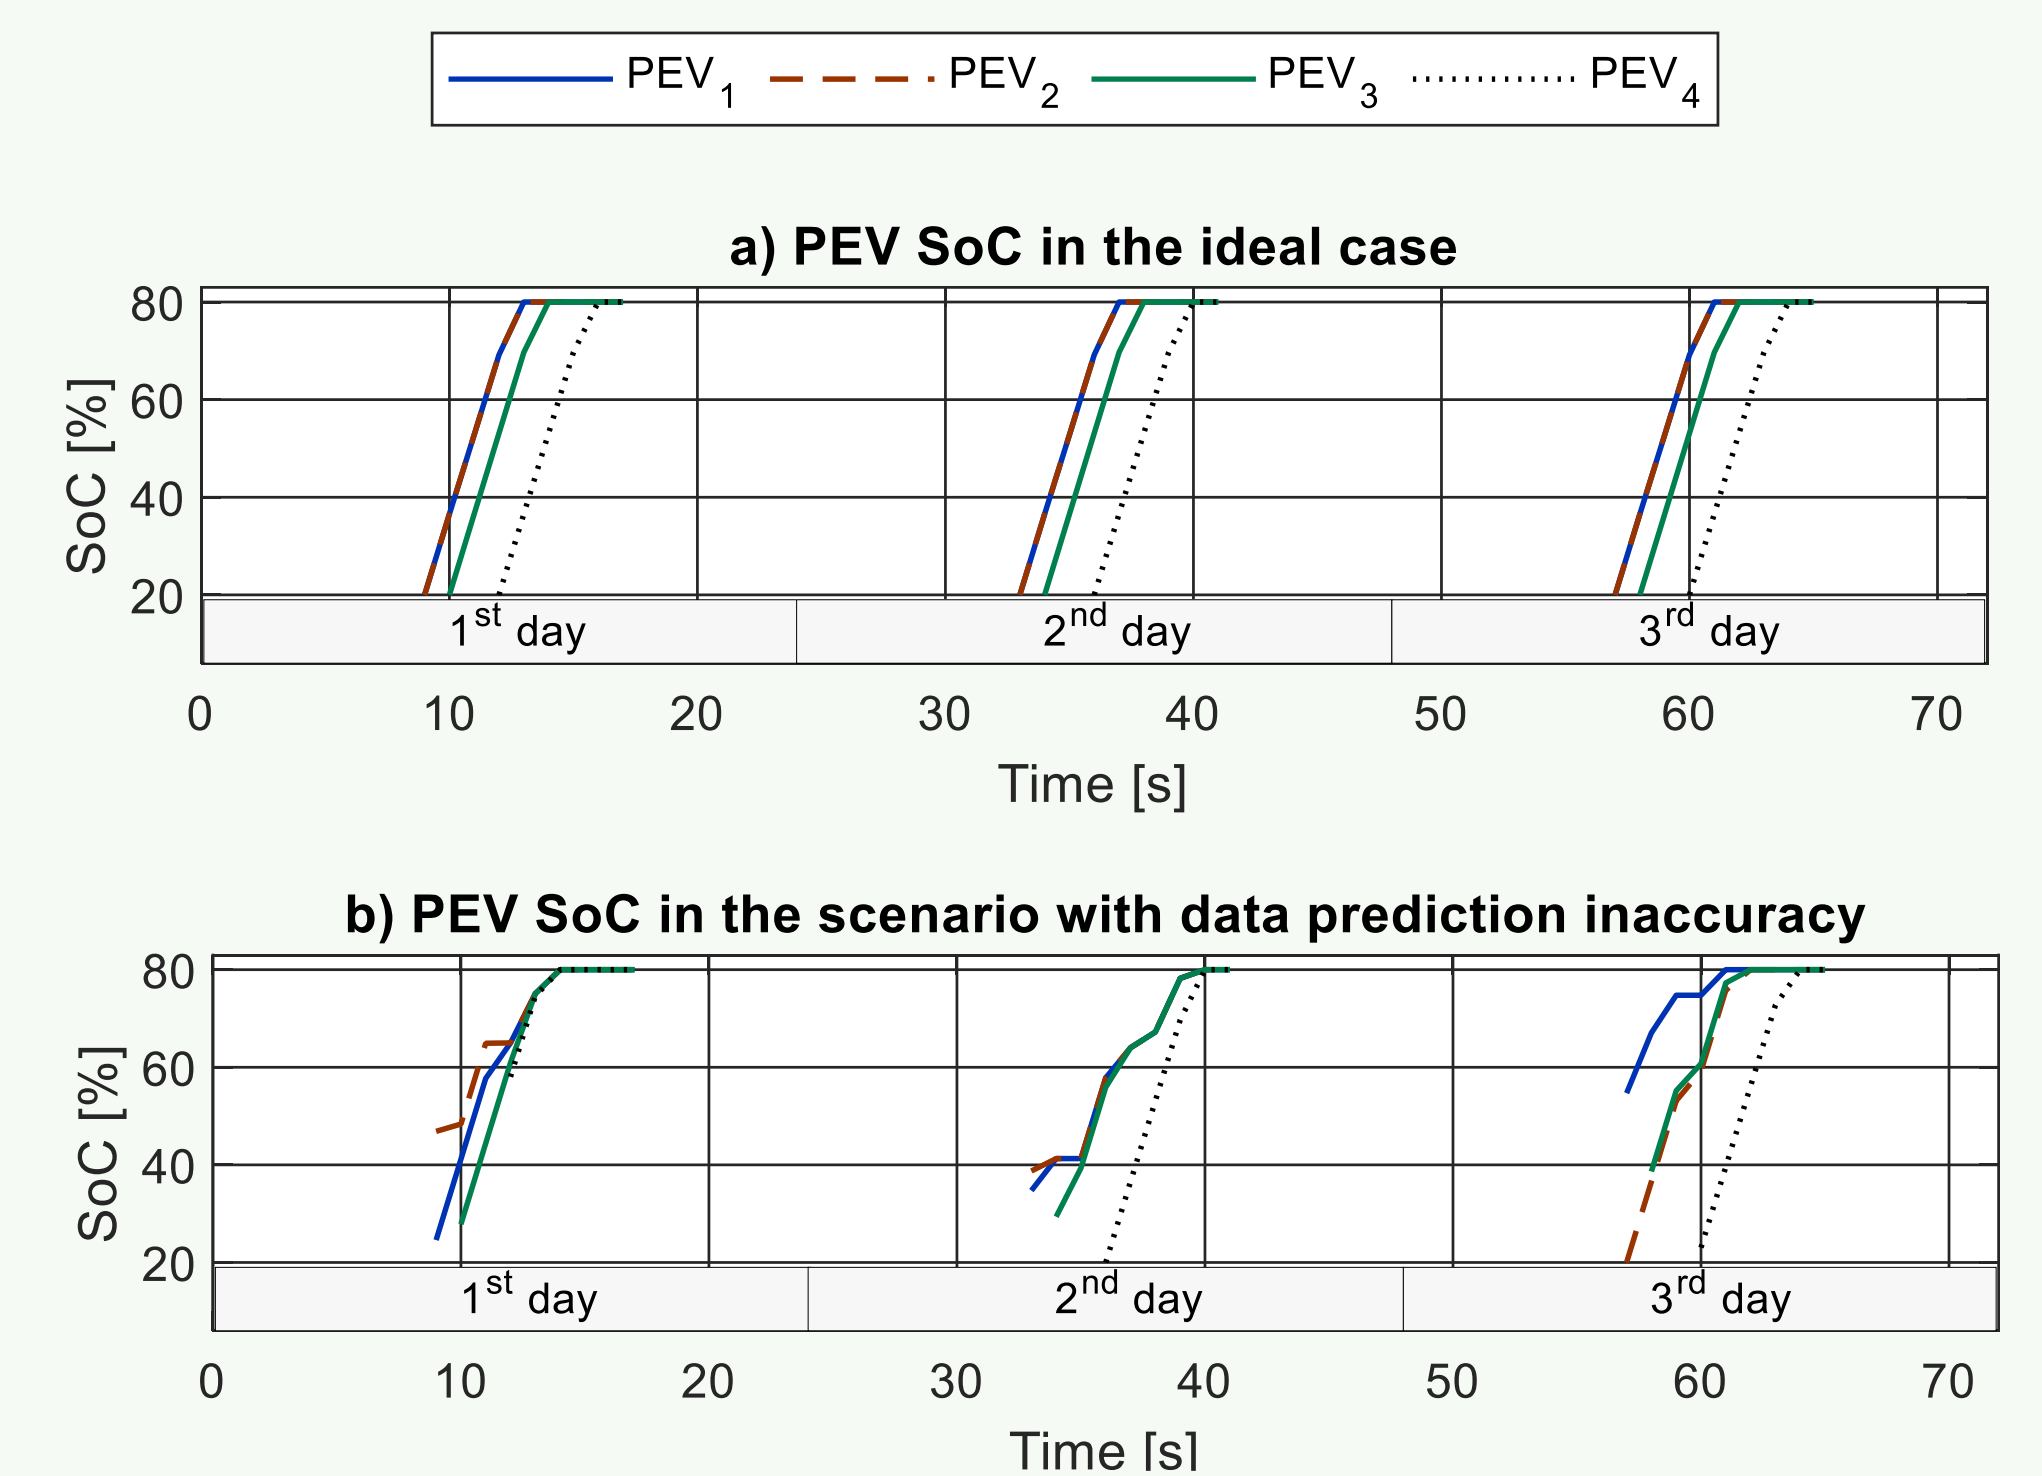 PEV1 PEV2 PEV3 PEV4
a) PEV SoC in the ideal case
80
60
40
20
SoC [%]
1st day 2nd day 3rd day
0 10 20 30 40 50 60 70
Time [s]
b) PEV SoC in the scenario with data prediction inaccuracy
80
60
40
20
SoC [%]
1st day 2nd day 3rd day
0 10 20 30 40 50 60 70
Time [s]